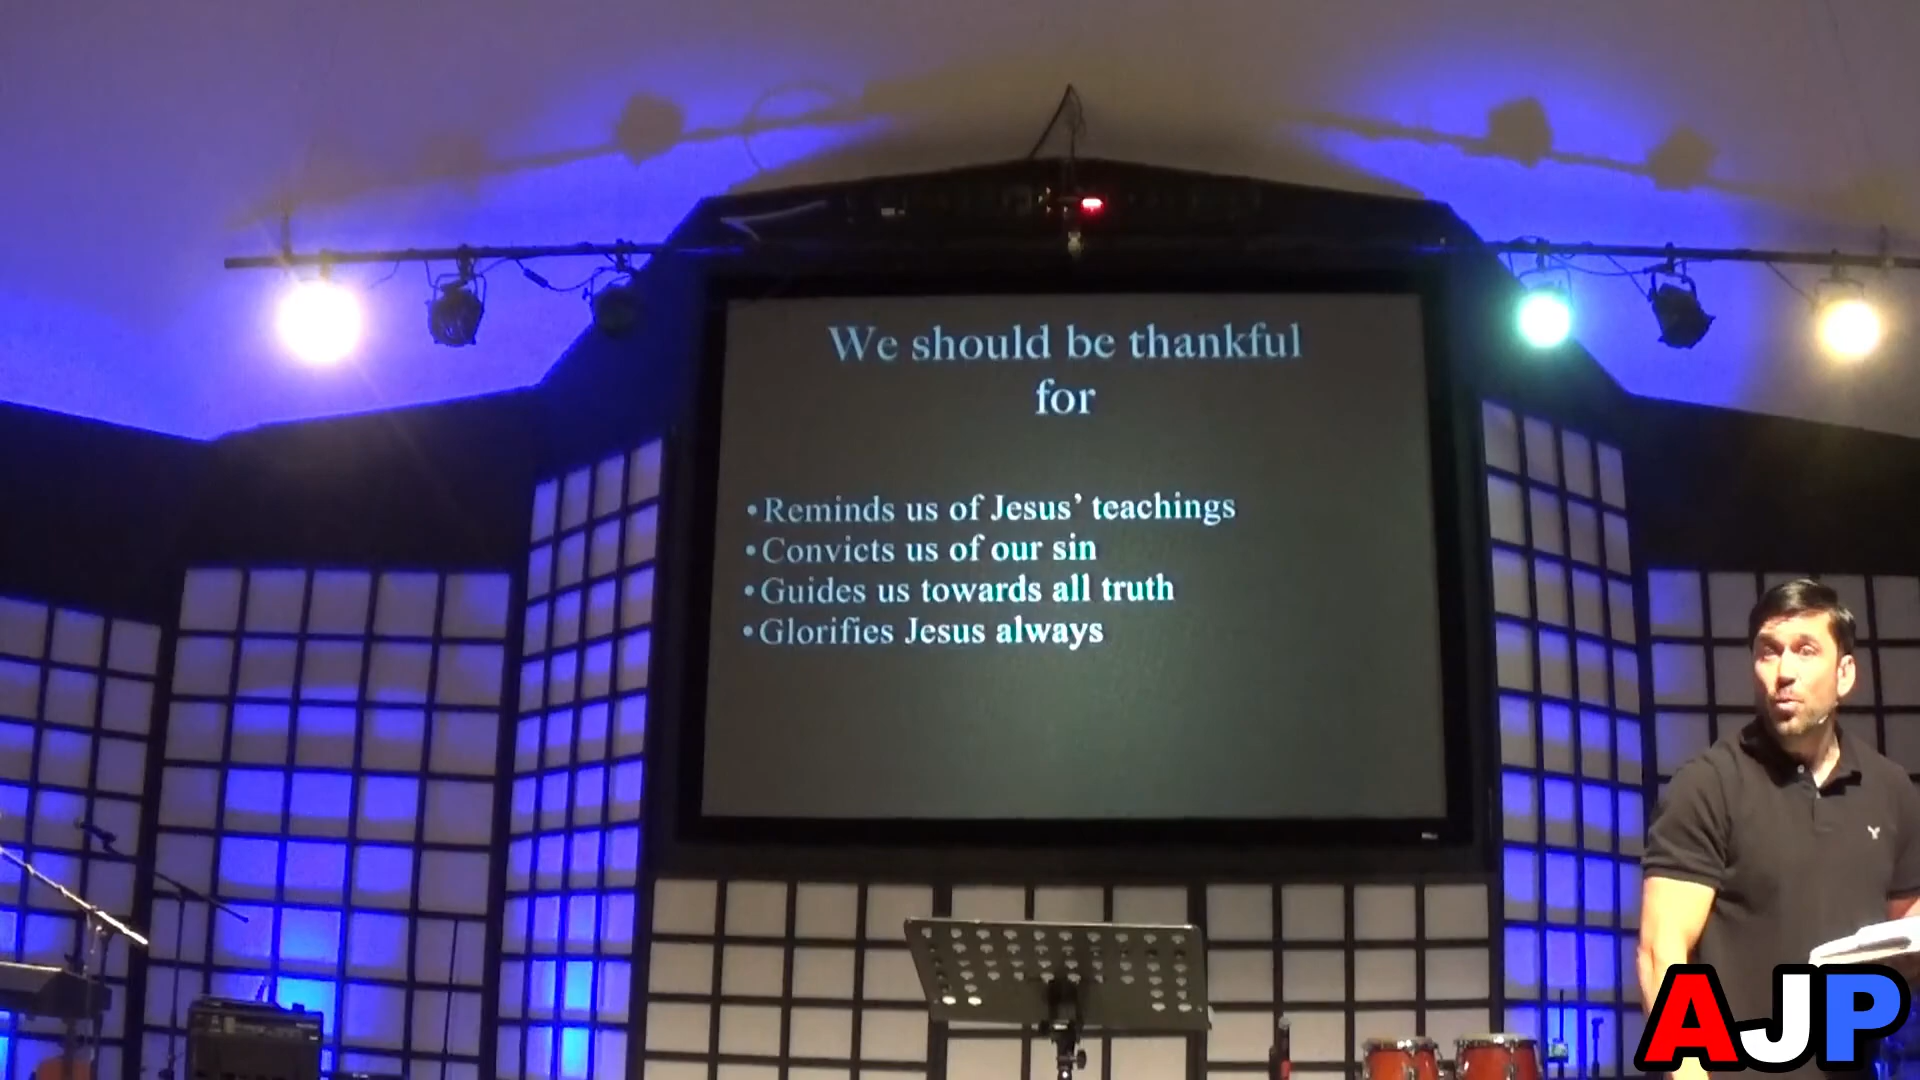 We should be thankful
for
•Reminds us of Jesus’ teachings
•Convicts us of our sin
•Guides us towards all truth
•Glorifies Jesus always
AJP